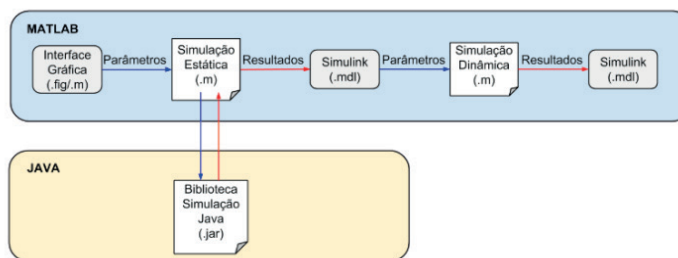 MATLAB
Interface
Gráfica
(.fig/.m)
Parâmetros
Simulação
Estática
(.m)
Resultados
Simulink
(.mdl)
Parâmetros
Simulação
Dinâmica
(.m)
Resultados
Simulink
(.mdl)
JAVA
Biblioteca
Simulação
Java
(.jar)